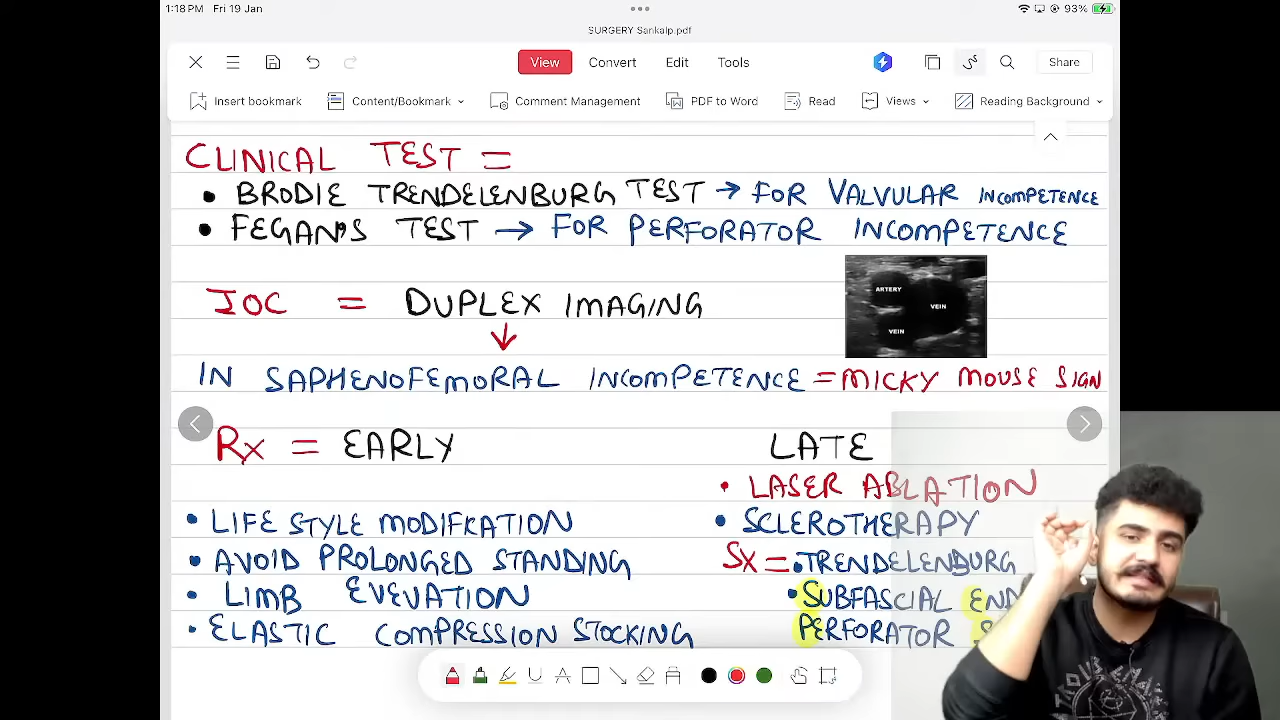 1:18 PM Fri 19 Jan
93%
SURGERY Sankalp.pdf
View Convert Edit Tools Share
Insert bookmark Content/Bookmark Comment Management PDF to Word Read Views Reading Background
CLINICAL TEST =
• BRODIE TRENDELENBURG TEST → FOR VALVULAR INCOMPETENCE
• FEGAN'S TEST → FOR PERFORATOR INCOMPETENCE
IOC = DUPLEX IMAGING
ARTERY
VEIN
VEIN
↓
IN SAPHENOFEMORAL INCOMPETENCE = MICKY MOUSE SIGN
Rx = EARLY
• LIFE STYLE MODIFKATION
• AVOID PROLONGED STANDING
• LIMB EVEVATION
• ELASTIC COMPRESSION STOCKING
LATE
• LASER ABLATION
• SCLEROTHERAPY
Sx = • TRENDELENBURG
• SUBFASCIAL
PERFORATOR